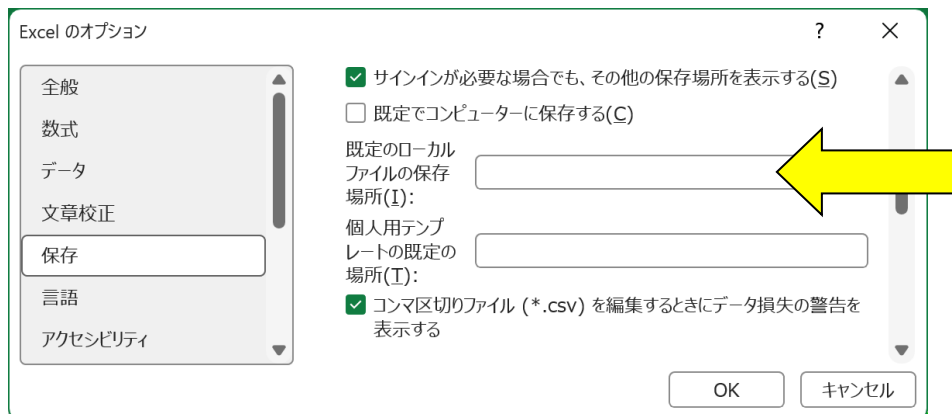 Excel のオプション
?
全般
数式
データ
文章校正
保存
言語
アクセシビリティ
サインインが必要な場合でも、その他の保存場所を表示する(S)
既定でコンピューターに保存する(C)
既定のローカル
ファイルの保存
場所(I):
個人用テンプ
レートの既定の
場所(T):
コンマ区切りファイル (*.csv) を編集するときにデータ損失の警告を
表示する
OK
キャンセル